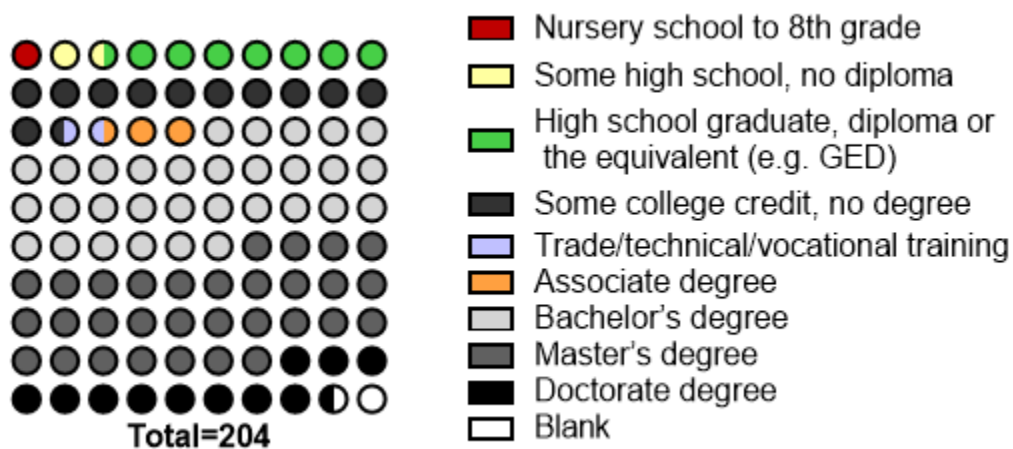 Nursery school to 8th grade
Some high school, no diploma
High school graduate, diploma or
the equivalent (e.g. GED)
Some college credit, no degree
Trade/technical/vocational training
Associate degree
Bachelor's degree
Master's degree
Doctorate degree
Blank
Total=204